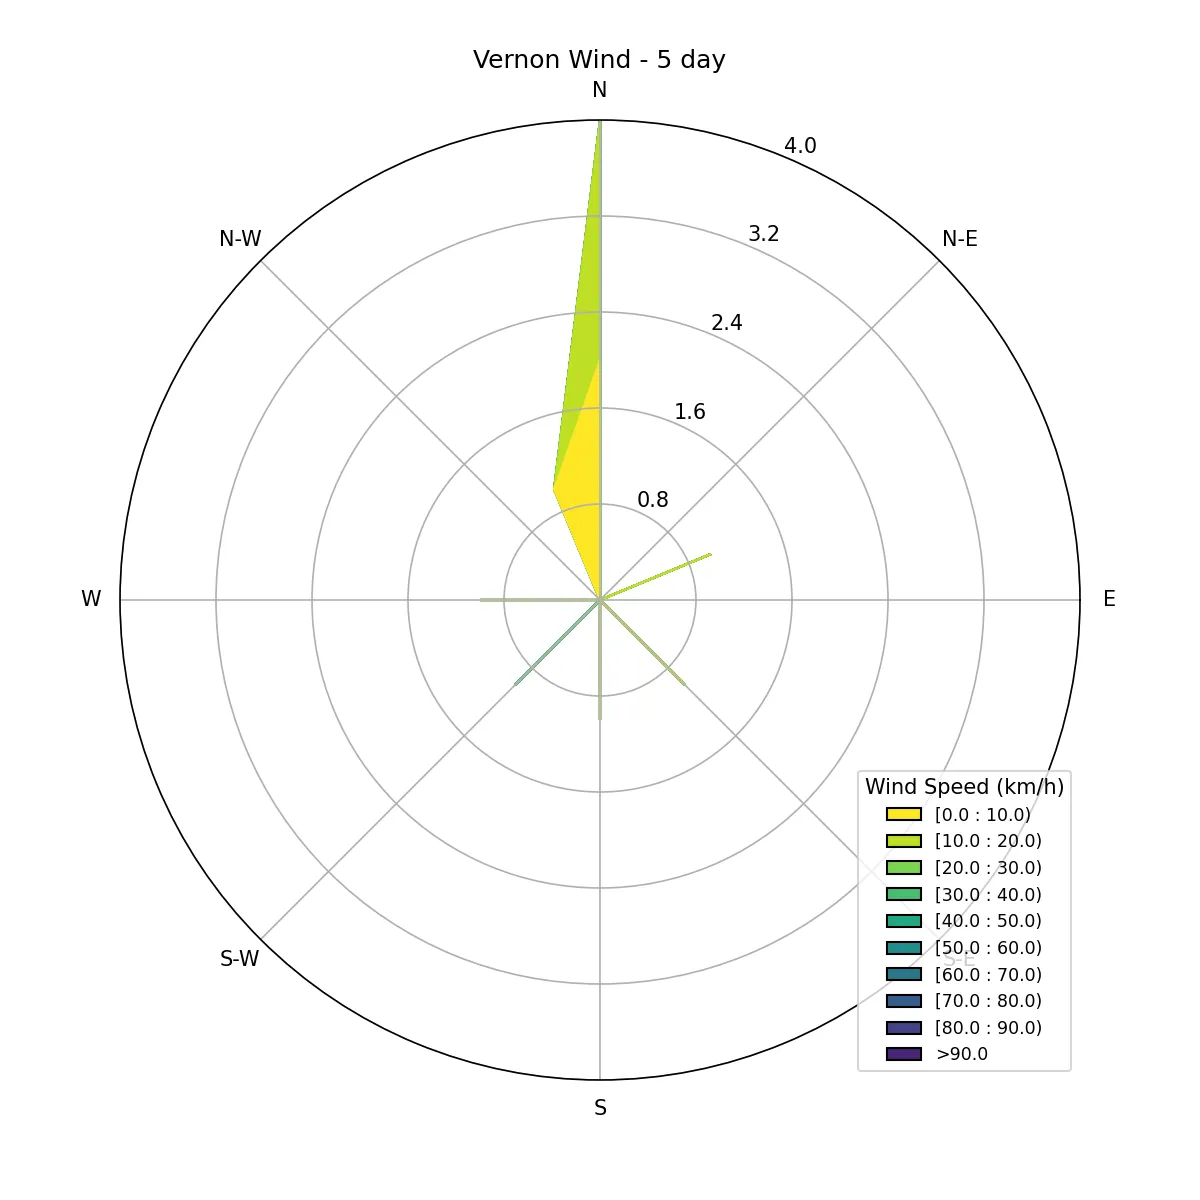 Vernon Wind - 5 day
N
4.0
N-W
3.2
N-E
2.4
1.6
0.8
W
E
Wind Speed (km/h)
[0.0 : 10.0)
[10.0 : 20.0)
[20.0 : 30.0)
[30.0 : 40.0)
[40.0 : 50.0)
[50.0 : 60.0)
[60.0 : 70.0)
[70.0 : 80.0)
[80.0 : 90.0)
>90.0
S-W
S-E
S